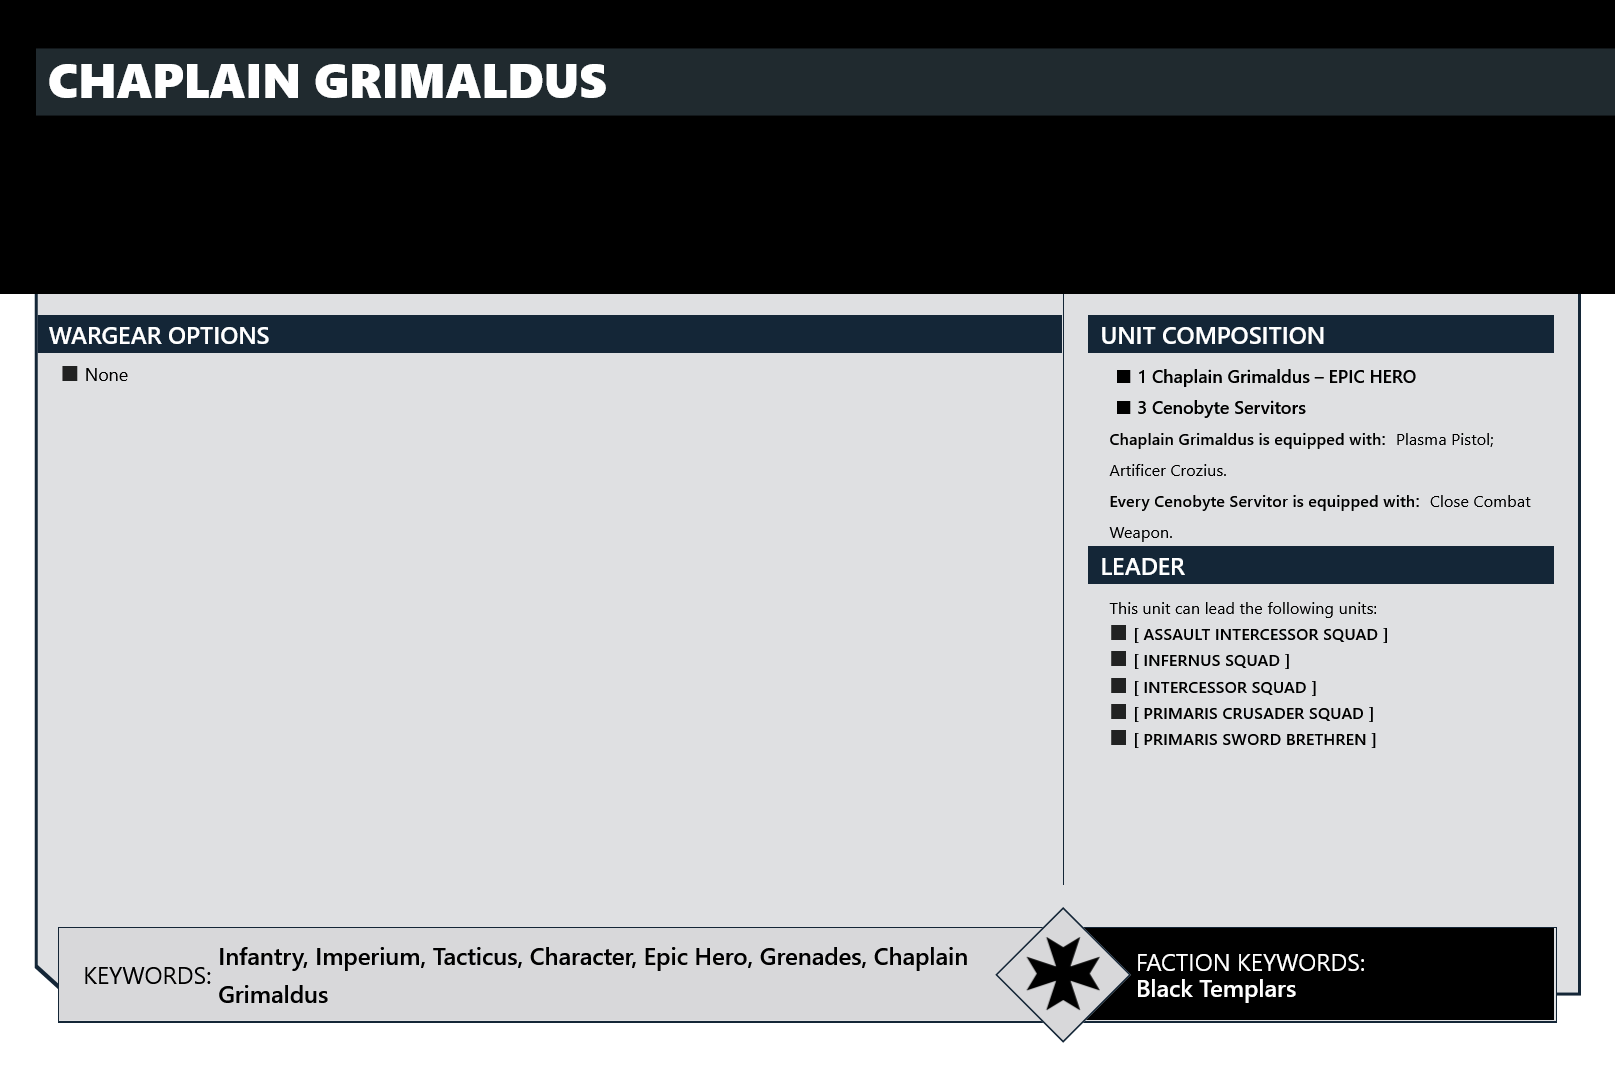 CHAPLAIN GRIMALDUS
WARGEAR OPTIONS
None
UNIT COMPOSITION
1 Chaplain Grimaldus – EPIC HERO
3 Cenobyte Servitors
Chaplain Grimaldus is equipped with: Plasma Pistol;
Artificer Crozius.
Every Cenobyte Servitor is equipped with: Close Combat
Weapon.
LEADER
This unit can lead the following units:
[ ASSAULT INTERCESSOR SQUAD ]
[ INFERNUS SQUAD ]
[ INTERCESSOR SQUAD ]
[ PRIMARIS CRUSADER SQUAD ]
[ PRIMARIS SWORD BRETHREN ]
KEYWORDS: Infantry, Imperium, Tacticus, Character, Epic Hero, Grenades, Chaplain
Grimaldus
FACTION KEYWORDS:
Black Templars